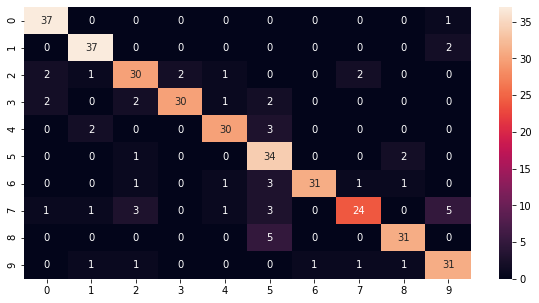 0 37 0 0 0 0 0 0 0 0 1
1 0 37 0 0 0 0 0 0 0 2
2 2 1 30 2 1 0 0 2 0 0
3 2 0 2 30 1 2 0 0 0 0
4 0 2 0 0 30 3 0 0 0 0
5 0 0 1 0 0 34 0 0 2 0
6 0 0 1 0 1 3 31 1 1 0
7 1 1 3 0 1 3 0 24 0 5
8 0 0 0 0 0 5 0 0 31 0
9 0 1 1 0 0 0 1 1 1 31
0 1 2 3 4 5 6 7 8 9
35
30
25
20
15
10
5
0